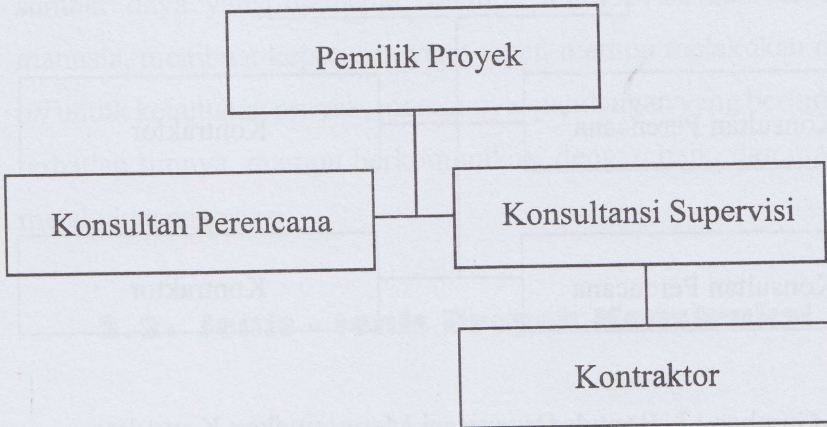 Pemilik Proyek
Konsultan Perencana
Konsultansi Supervisi
Kontraktor